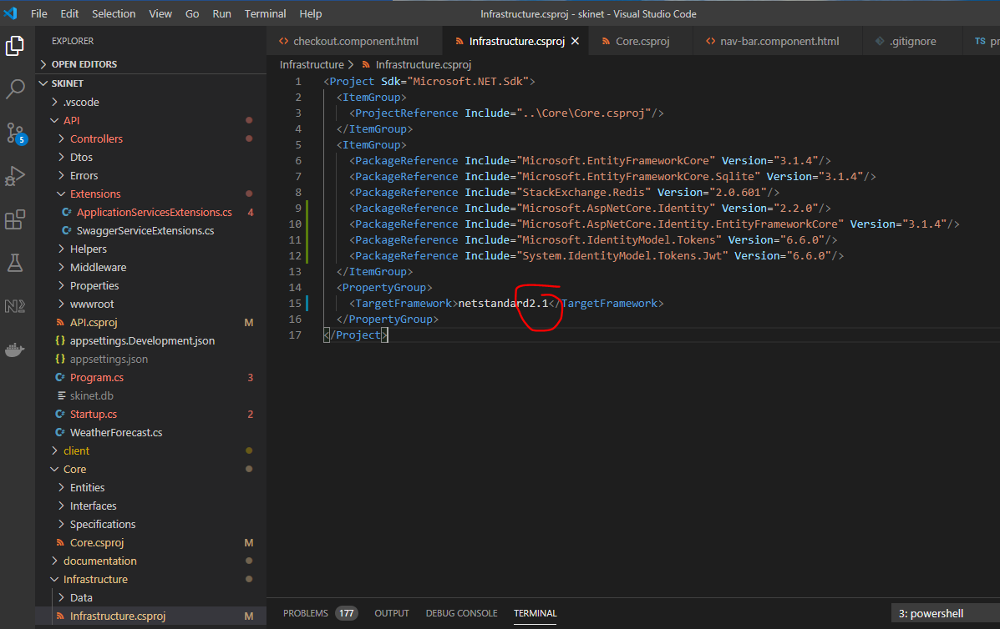 File Edit Selection View Go Run Terminal Help Infrastructure.csproj - skinet - Visual Studio Code
EXPLORER
OPEN EDITORS
SKINET
.vscode
API
Controllers
Dtos
Errors
Extensions
C# ApplicationServicesExtensions.cs 4
C# SwaggerServiceExtensions.cs
Helpers
Middleware
Properties
wwwroot
API.csproj M
{} appsettings.Development.json
{} appsettings.json
C# Program.cs 3
skinet.db
C# Startup.cs 2
C# WeatherForecast.cs
client
Core
Entities
Interfaces
Specifications
Core.csproj M
documentation
Infrastructure
Data
Infrastructure.csproj M
5
<> checkout.component.html Infrastructure.csproj Core.csproj <> nav-bar.component.html .gitignore TS pr
Infrastructure > Infrastructure.csproj
1 <Project Sdk="Microsoft.NET.Sdk">
2 <ItemGroup>
3 <ProjectReference Include="..\Core\Core.csproj"/>
4 </ItemGroup>
5 <ItemGroup>
6 <PackageReference Include="Microsoft.EntityFrameworkCore" Version="3.1.4"/>
7 <PackageReference Include="Microsoft.EntityFrameworkCore.Sqlite" Version="3.1.4"/>
8 <PackageReference Include="StackExchange.Redis" Version="2.0.601"/>
9 <PackageReference Include="Microsoft.AspNetCore.Identity" Version="2.2.0"/>
10 <PackageReference Include="Microsoft.AspNetCore.Identity.EntityFrameworkCore" Version="3.1.4"/>
11 <PackageReference Include="Microsoft.IdentityModel.Tokens" Version="6.6.0"/>
12 <PackageReference Include="System.IdentityModel.Tokens.Jwt" Version="6.6.0"/>
13 </ItemGroup>
14 <PropertyGroup>
15 <TargetFramework>netstandard2.1</TargetFramework>
16 </PropertyGroup>
17 </Project>
PROBLEMS 177 OUTPUT DEBUG CONSOLE TERMINAL 3: powershell